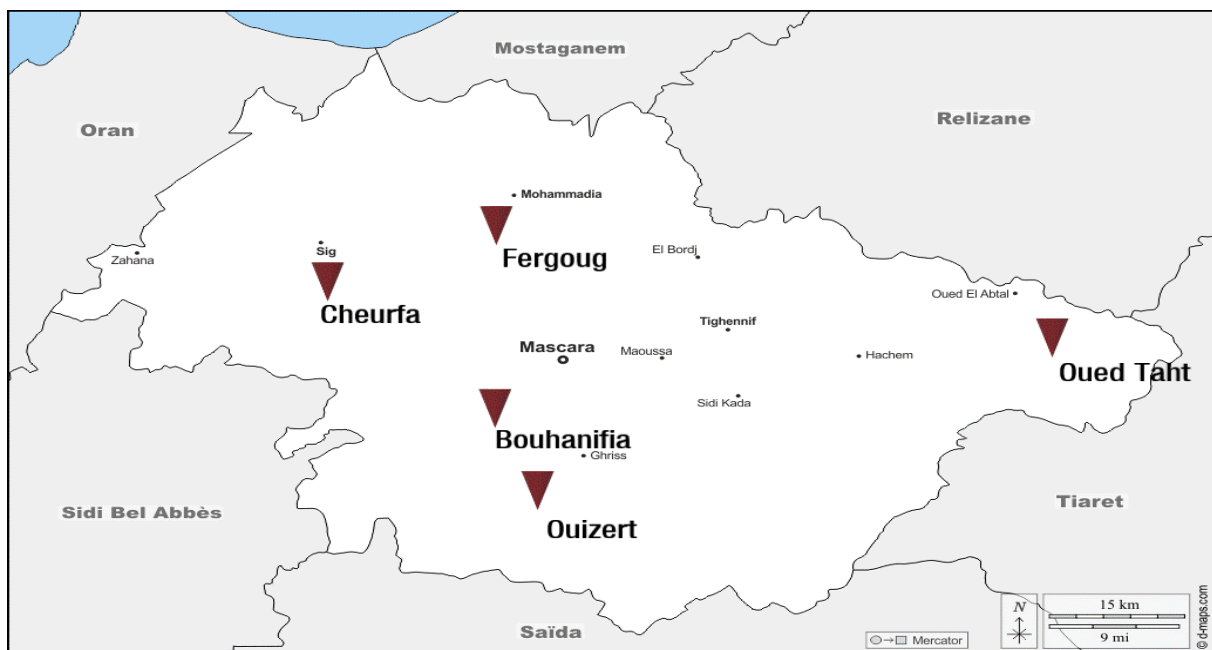 Mostaganem
Oran
Relizane
Mohammadia
Fergoug
Sig
Zahana
El Bordj
Cheurfa
Oued El Abtal
Tighennif
Mascara
Maoussa
Hachem
Oued Taht
Sidi Kada
Bouhanifia
Ghriss
Ouizert
Sidi Bel Abbès
Tiaret
Saïda
N
15 km
9 mi
Mercator
© d-maps.com